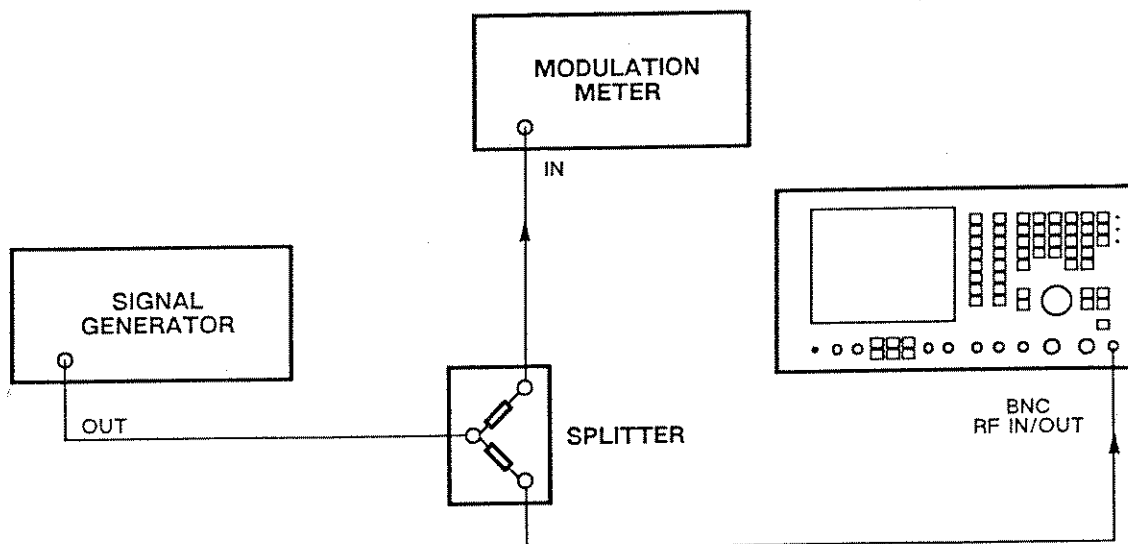 MODULATION
METER
IN
SIGNAL
GENERATOR
OUT
SPLITTER
BNC
RF IN/OUT